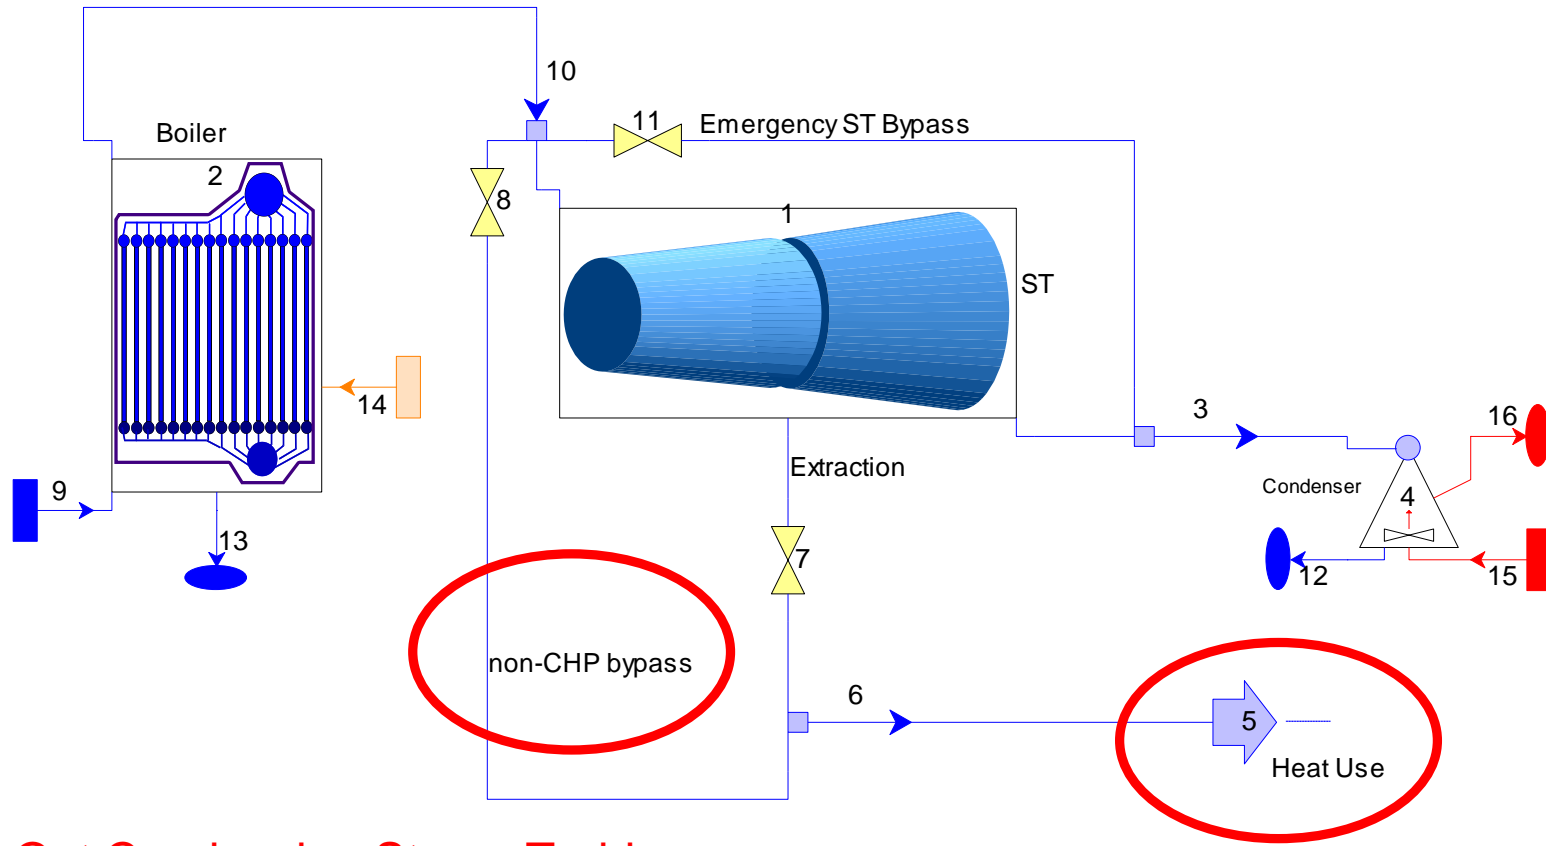 10
11
Emergency ST Bypass
Boiler
2
8
1
ST
14
3
16
Extraction
Condenser
4
9
13
7
12
15
non-CHP bypass
6
5
Heat Use